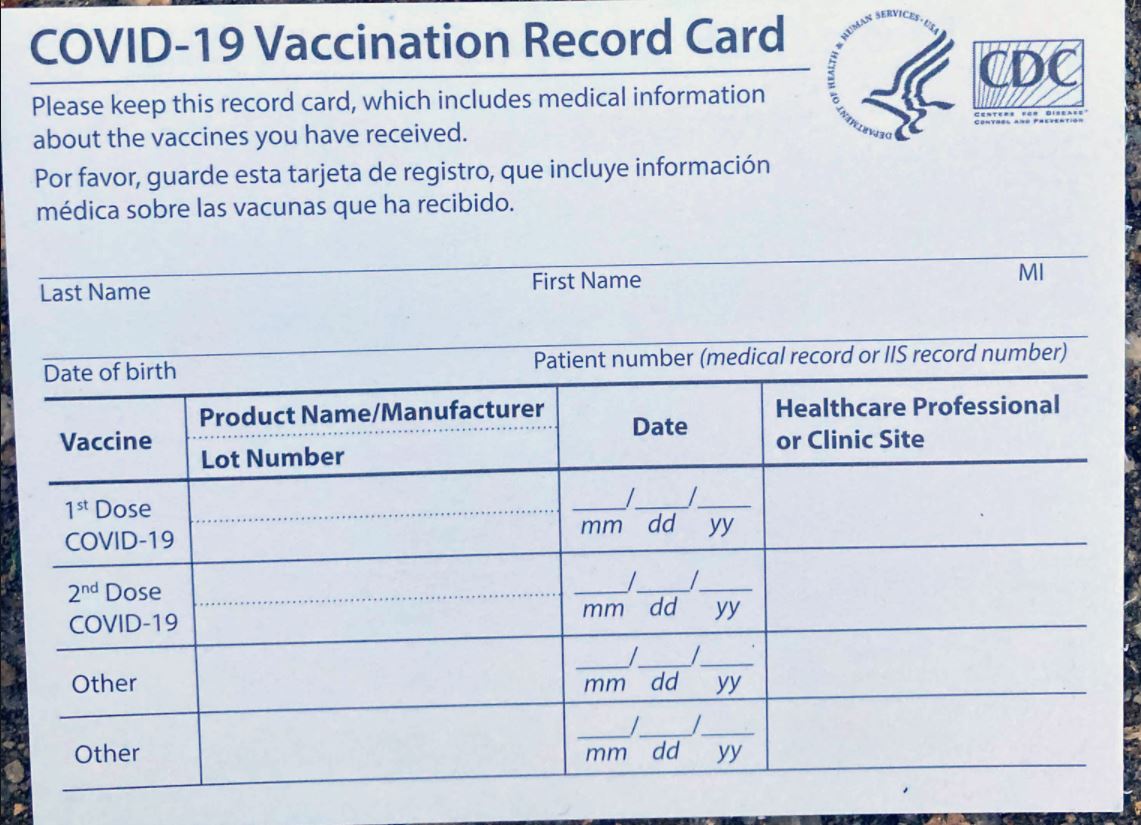 COVID-19 Vaccination Record Card
DEPARTMENT OF HEALTH & HUMAN SERVICES · USA
CDC
CENTERS FOR DISEASE
CONTROL AND PREVENTION
Please keep this record card, which includes medical information
about the vaccines you have received.
Por favor, guarde esta tarjeta de registro, que incluye información
médica sobre las vacunas que ha recibido.
Last Name First Name MI
Date of birth Patient number (medical record or IIS record number)
Vaccine
Product Name/Manufacturer
Lot Number
Date
Healthcare Professional
or Clinic Site
1st Dose
COVID-19
___/___/___
mm dd yy
2nd Dose
COVID-19
___/___/___
mm dd yy
Other
___/___/___
mm dd yy
Other
___/___/___
mm dd yy